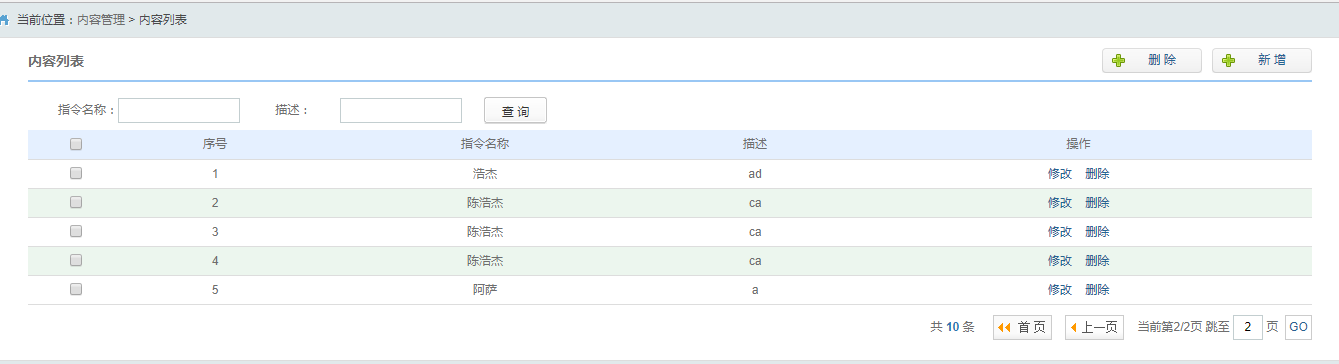 当前位置：内容管理 > 内容列表
内容列表 删 除 新 增
指令名称： 描述： 查 询
序号 指令名称 描述 操作
1 浩杰 ad 修改 删除
2 陈浩杰 ca 修改 删除
3 陈浩杰 ca 修改 删除
4 陈浩杰 ca 修改 删除
5 阿萨 a 修改 删除
共 10 条 首 页 上一页 当前第2/2页 跳至 2 页 GO